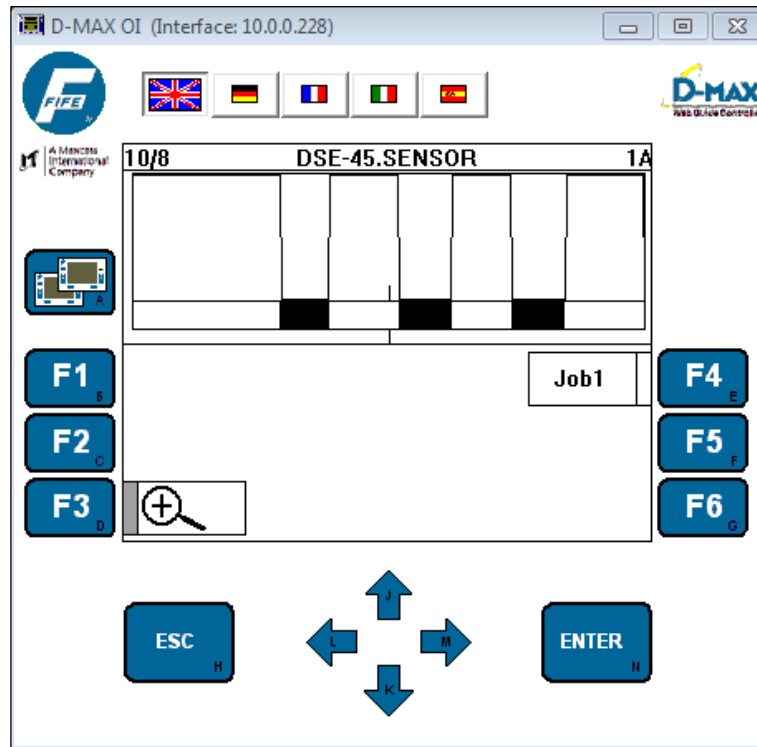 D-MAX OI (Interface: 10.0.0.228)
FIFE
D-MAX
Web Guide Controller
A Maxcess
International
Company
10/8 DSE-45.SENSOR 1A
A
F1 B
Job1
F4 E
F2 C
F5 F
F3 D
F6 G
J
ESC H
L M
ENTER N
K